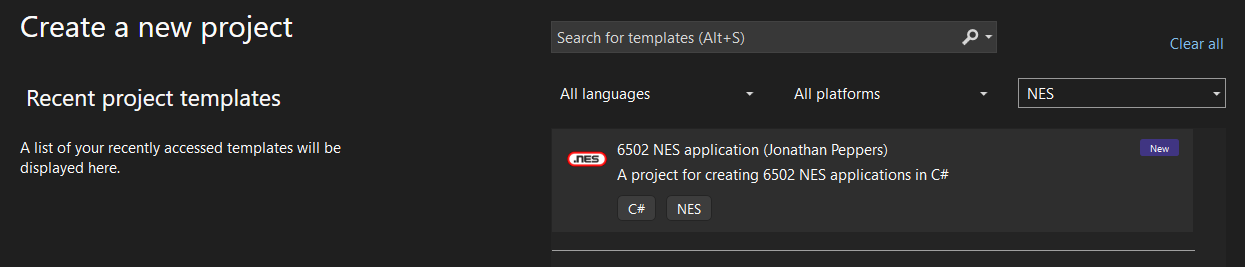 Create a new project
Search for templates (Alt+S)
Clear all
Recent project templates
All languages
All platforms
NES
A list of your recently accessed templates will be
displayed here.
.nes
6502 NES application (Jonathan Peppers)
New
A project for creating 6502 NES applications in C#
C#
NES